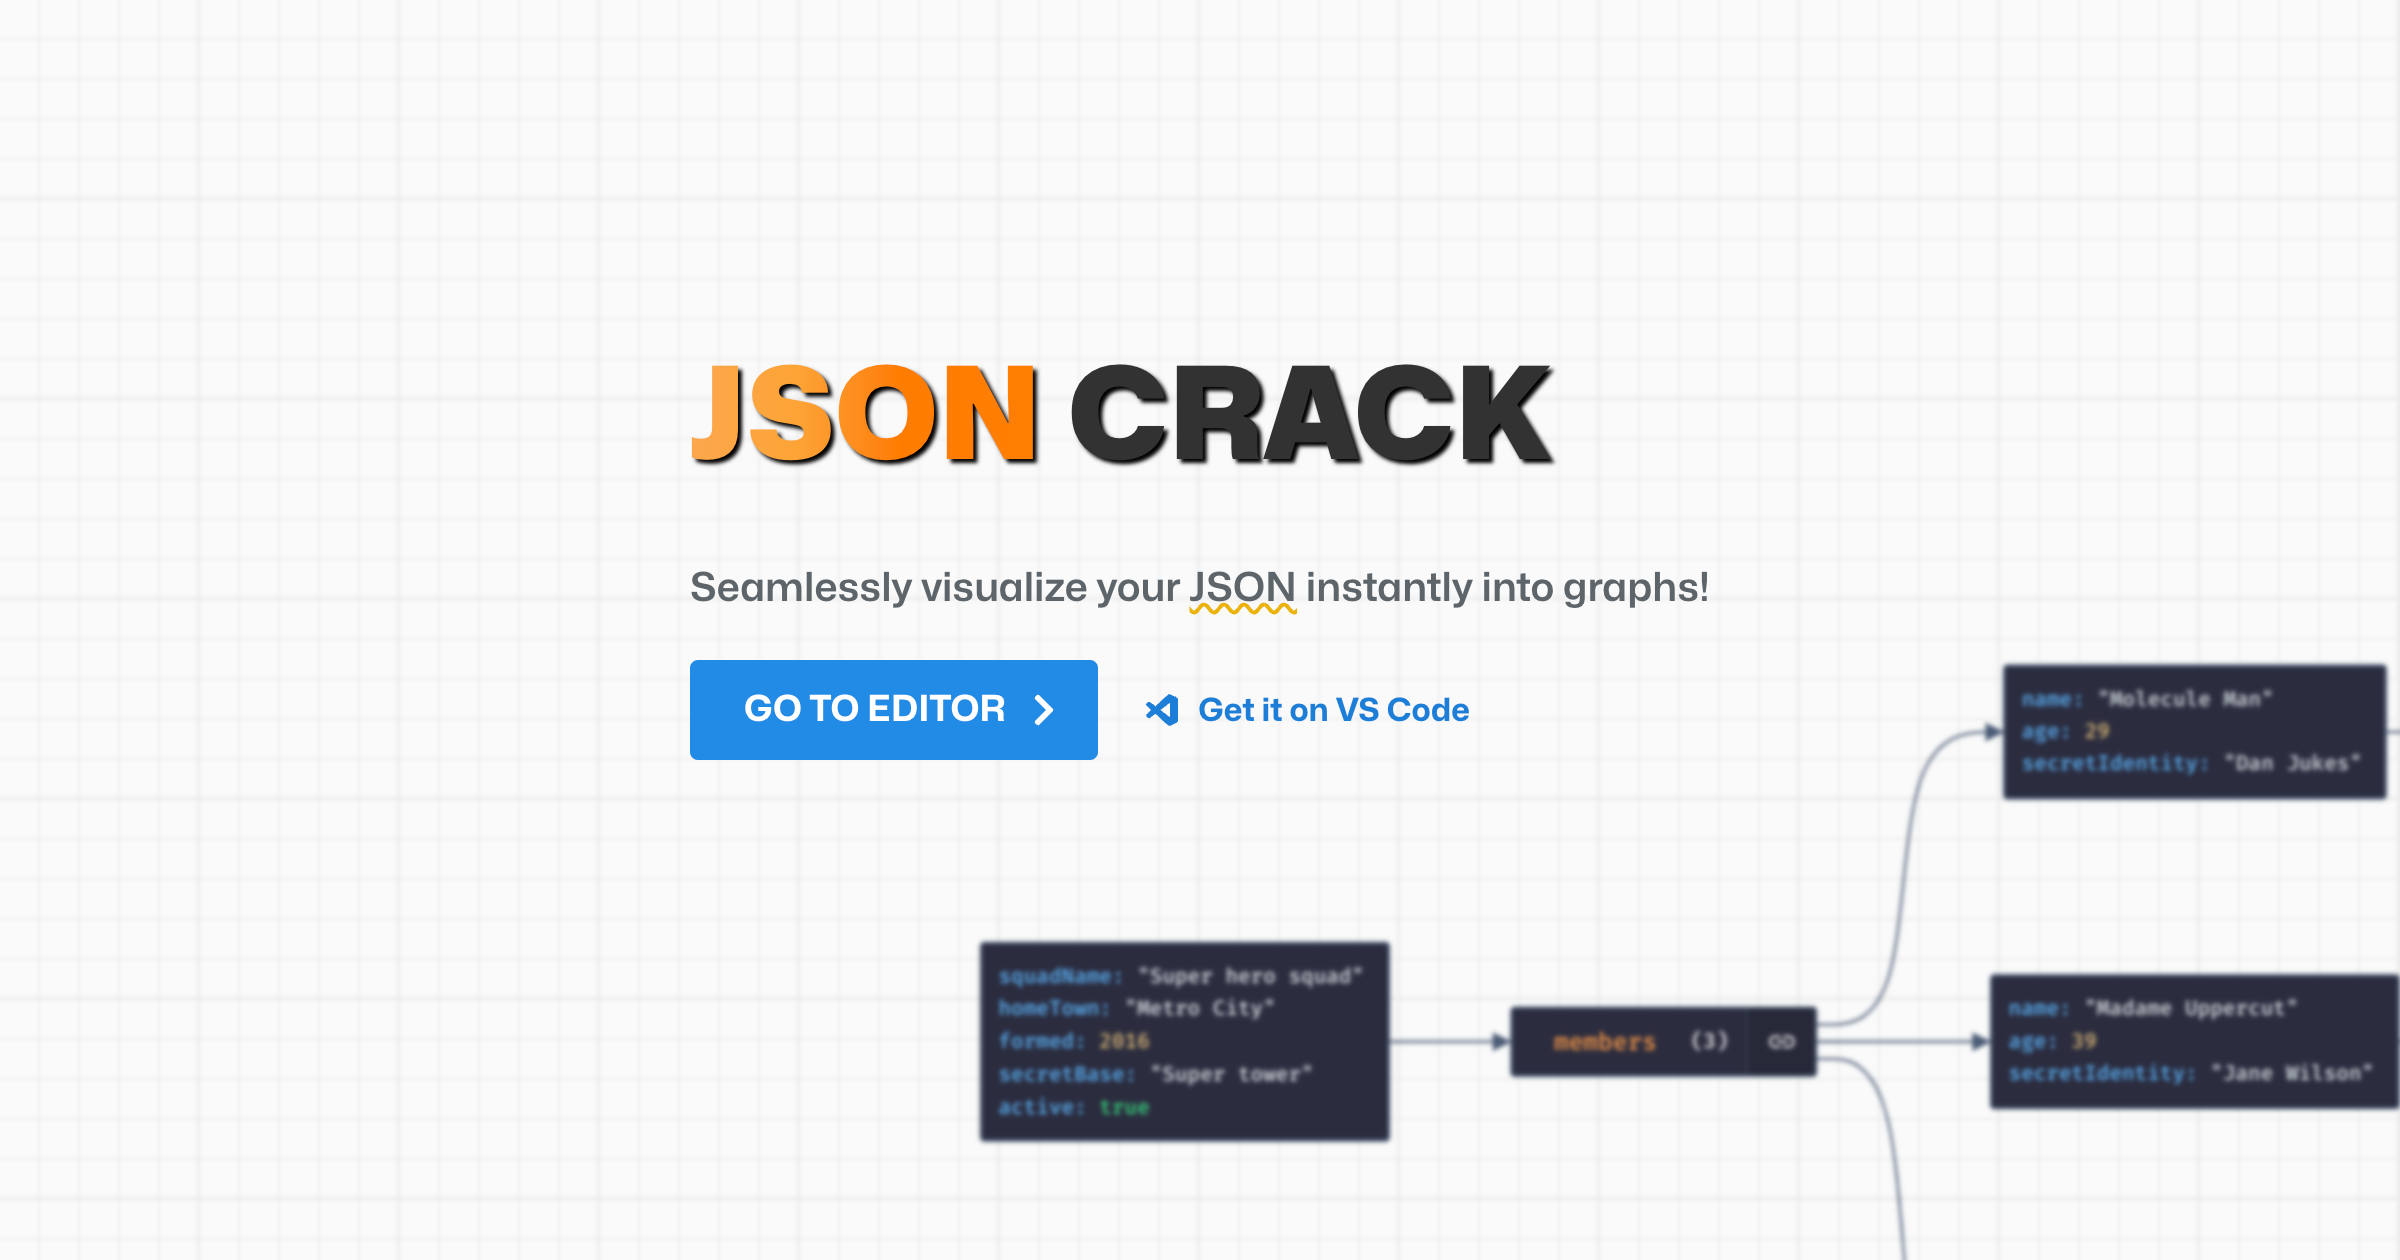 JSON CRACK
Seamlessly visualize your JSON instantly into graphs!
GO TO EDITOR
Get it on VS Code
name: "Molecule Man"
age: 29
secretIdentity: "Dan Jukes"
squadName: "Super hero squad"
homeTown: "Metro City"
formed: 2016
secretBase: "Super tower"
active: true
members (3)
name: "Madame Uppercut"
age: 39
secretIdentity: "Jane Wilson"